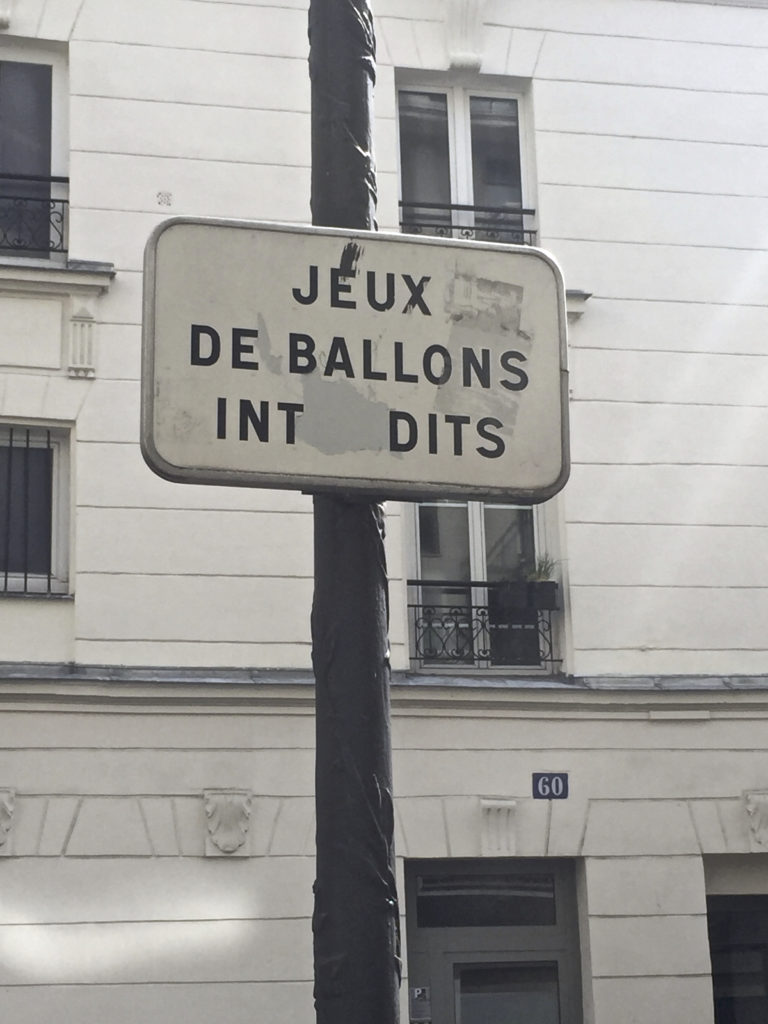 JEUX
DE BALLONS
INT DITS
60
P